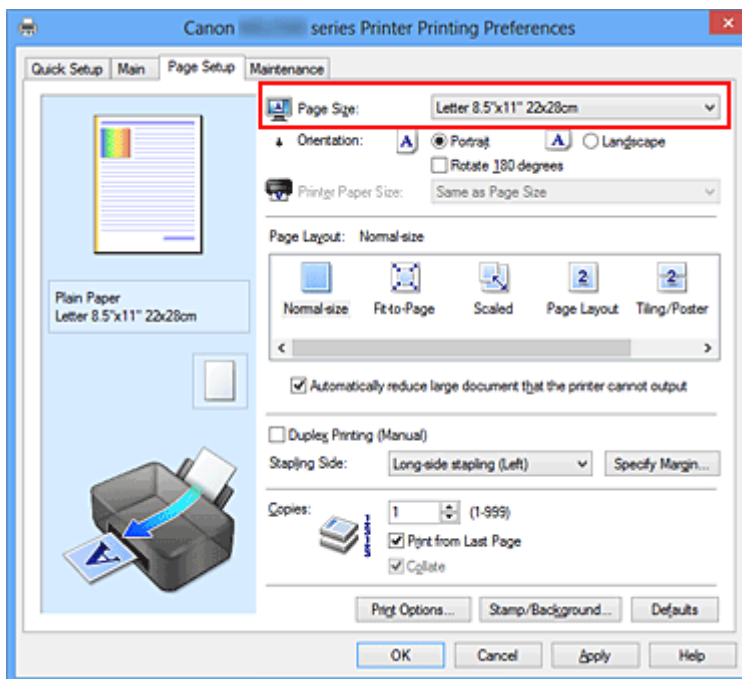 Canon series Printer Printing Preferences
Quick Setup Main Page Setup Maintenance
Page Size: Letter 8.5"x11" 22x28cm
Orientation: A Portrait A Landscape
Rotate 180 degrees
Printer Paper Size: Same as Page Size
Page Layout: Normal-size
2 2
Normal-size Fit-to-Page Scaled Page Layout Tiling/Poster
Plain Paper
Letter 8.5"x11" 22x28cm
Automatically reduce large document that the printer cannot output
Duplex Printing (Manual)
Stapling Side: Long-side stapling (Left) Specify Margin...
Copies: 1 (1-999)
Print from Last Page
Collate
A
Print Options... Stamp/Background... Defaults
OK Cancel Apply Help